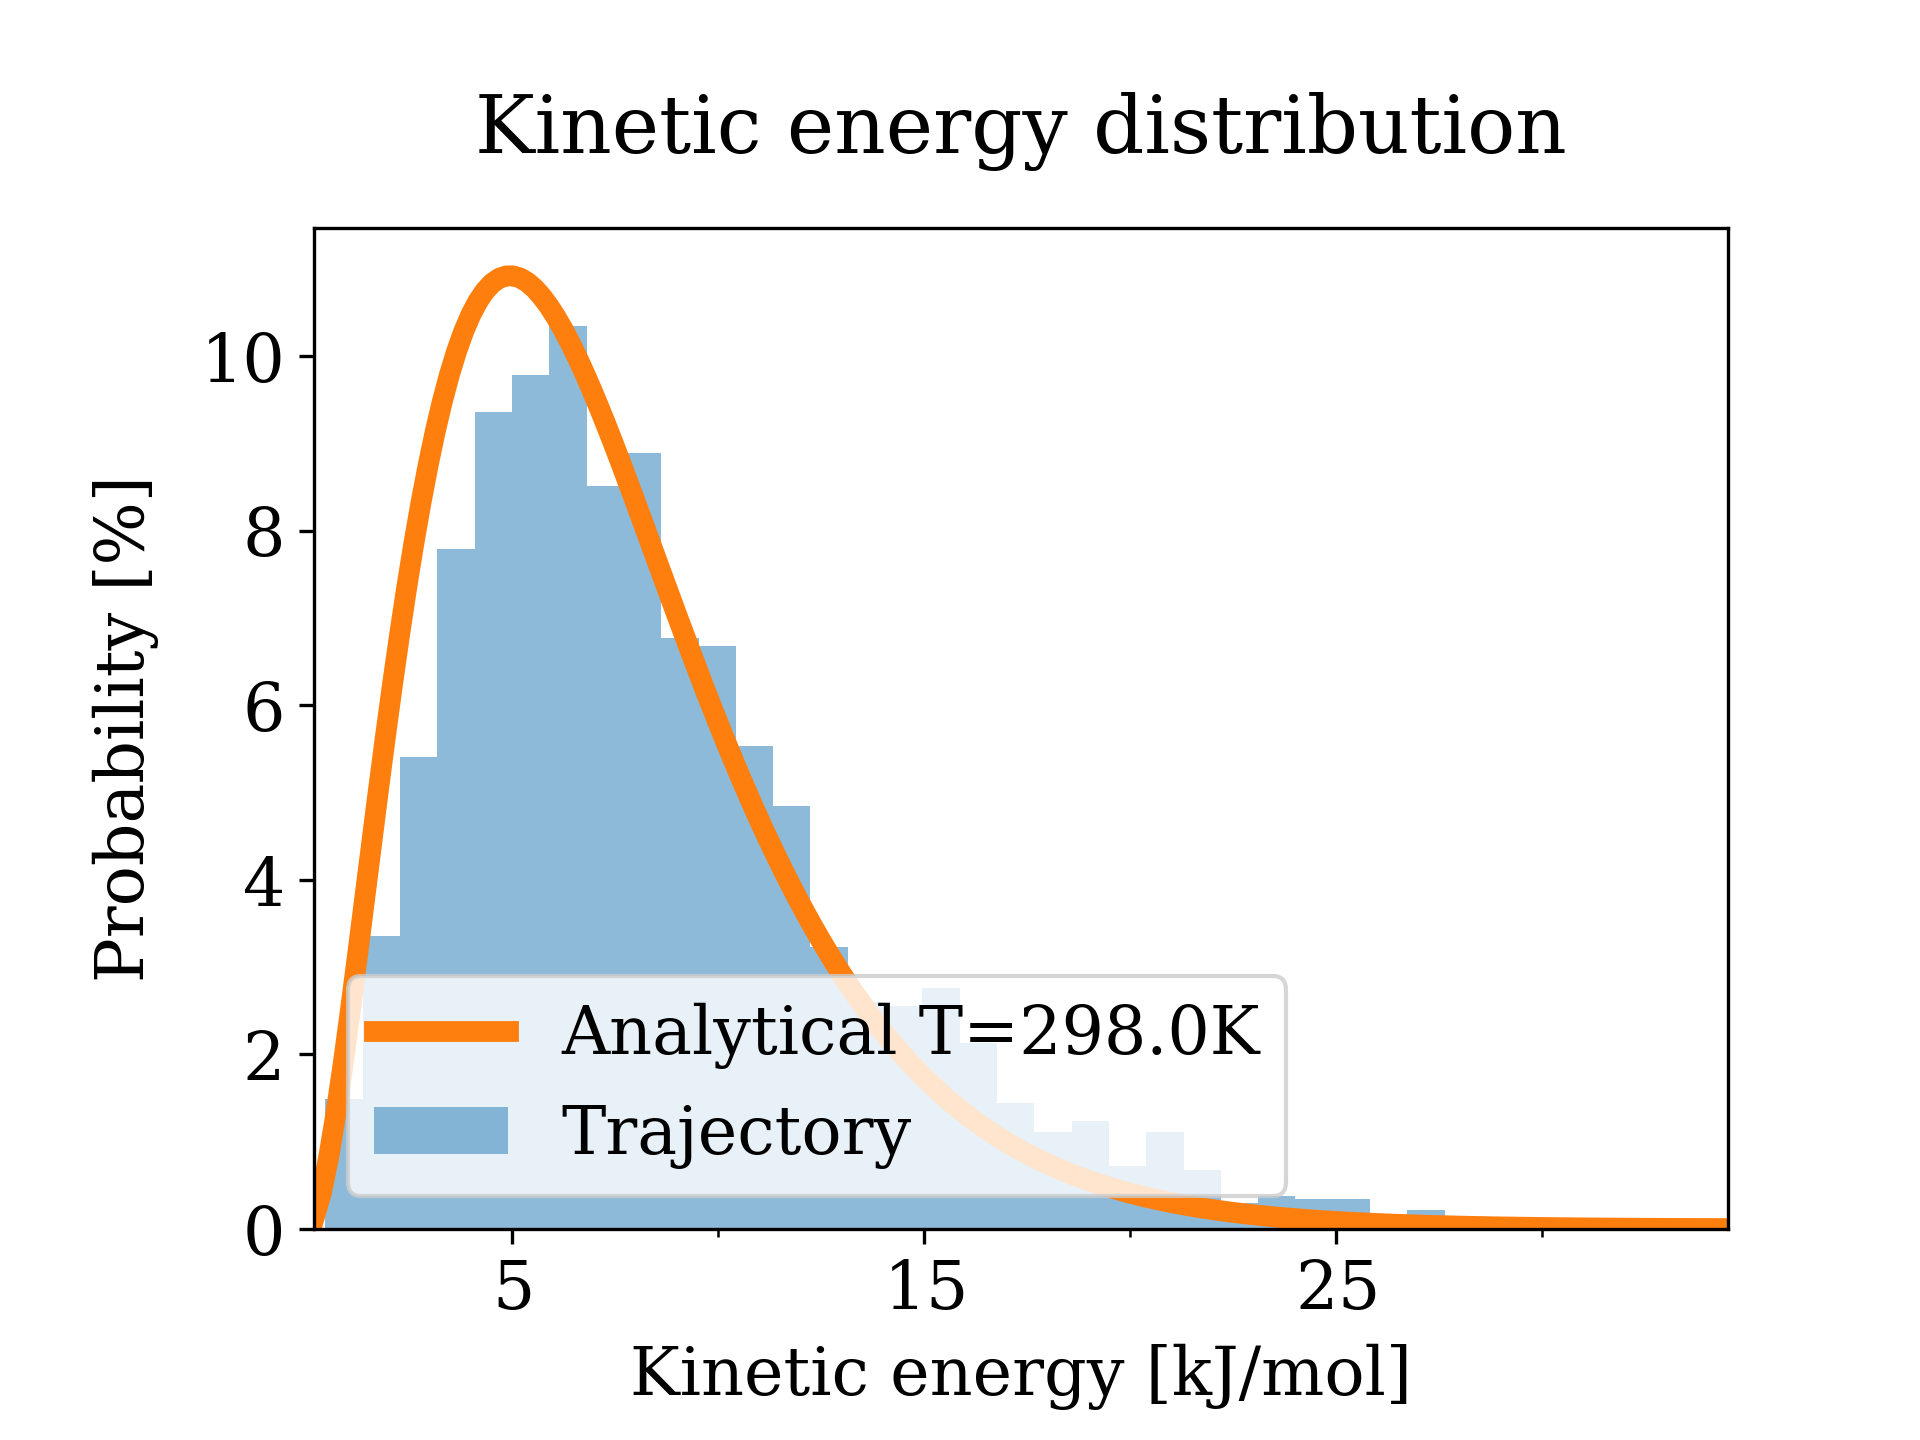 Kinetic energy distribution
Probability [%]
10
8
6
4
2
0
Analytical T=298.0K
Trajectory
5 15 25
Kinetic energy [kJ/mol]